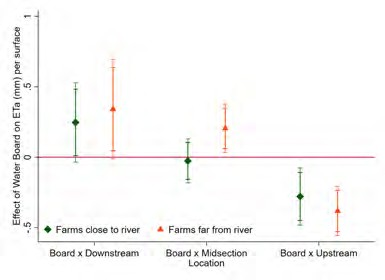 Effect of Water Board on ETa (mm) per surface
1
.5
0
-.5
Farms close to river
Farms far from river
Board x Downstream
Board x Midsection
Board x Upstream
Location